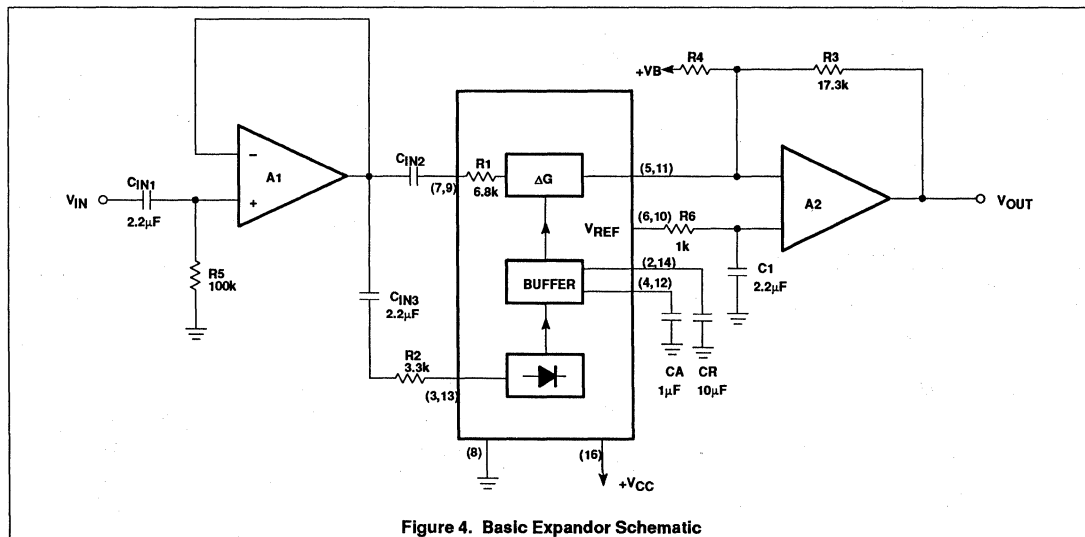 R4
R3
+VB
17.3k
−
A1
+
CIN1
VIN
2.2µF
R5
100k
CIN2
(7,9)
R1
6.8k
ΔG
(5,11)
A2
VOUT
VREF
(6,10)
R6
1k
C1
2.2µF
BUFFER
(2,14)
(4,12)
CIN3
2.2µF
R2
3.3k
(3,13)
CA
1µF
CR
10µF
(8)
(16)
+VCC
Figure 4. Basic Expandor Schematic